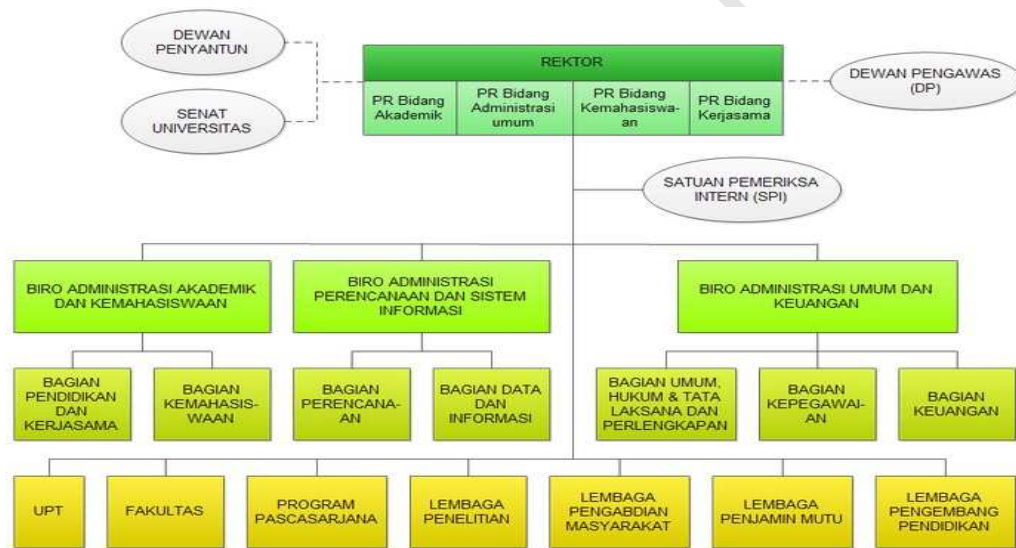 DEWAN
PENYANTUN
SENAT
UNIVERSITAS
REKTOR
PR Bidang
Akademik
PR Bidang
Administrasi
umum
PR Bidang
Kemahasiswa-
an
PR Bidang
Kerjasama
DEWAN PENGAWAS
(DP)
SATUAN PEMERIKSA
INTERN (SPI)
BIRO ADMINISTRASI AKADEMIK
DAN KEMAHASISWAAN
BIRO ADMINISTRASI
PERENCANAAN DAN SISTEM
INFORMASI
BIRO ADMINISTRASI UMUM DAN
KEUANGAN
BAGIAN
PENDIDIKAN
DAN
KERJASAMA
BAGIAN
KEMAHASIS-
WAAN
BAGIAN
PERENCANA-
AN
BAGIAN DATA
DAN
INFORMASI
BAGIAN UMUM,
HUKUM & TATA
LAKSANA DAN
PERLENGKAPAN
BAGIAN
KEPEGAWAI-
AN
BAGIAN
KEUANGAN
UPT
FAKULTAS
PROGRAM
PASCASARJANA
LEMBAGA
PENELITIAN
LEMBAGA
PENGABDIAN
MASYARAKAT
LEMBAGA
PENJAMIN MUTU
LEMBAGA
PENGEMBANG
PENDIDIKAN